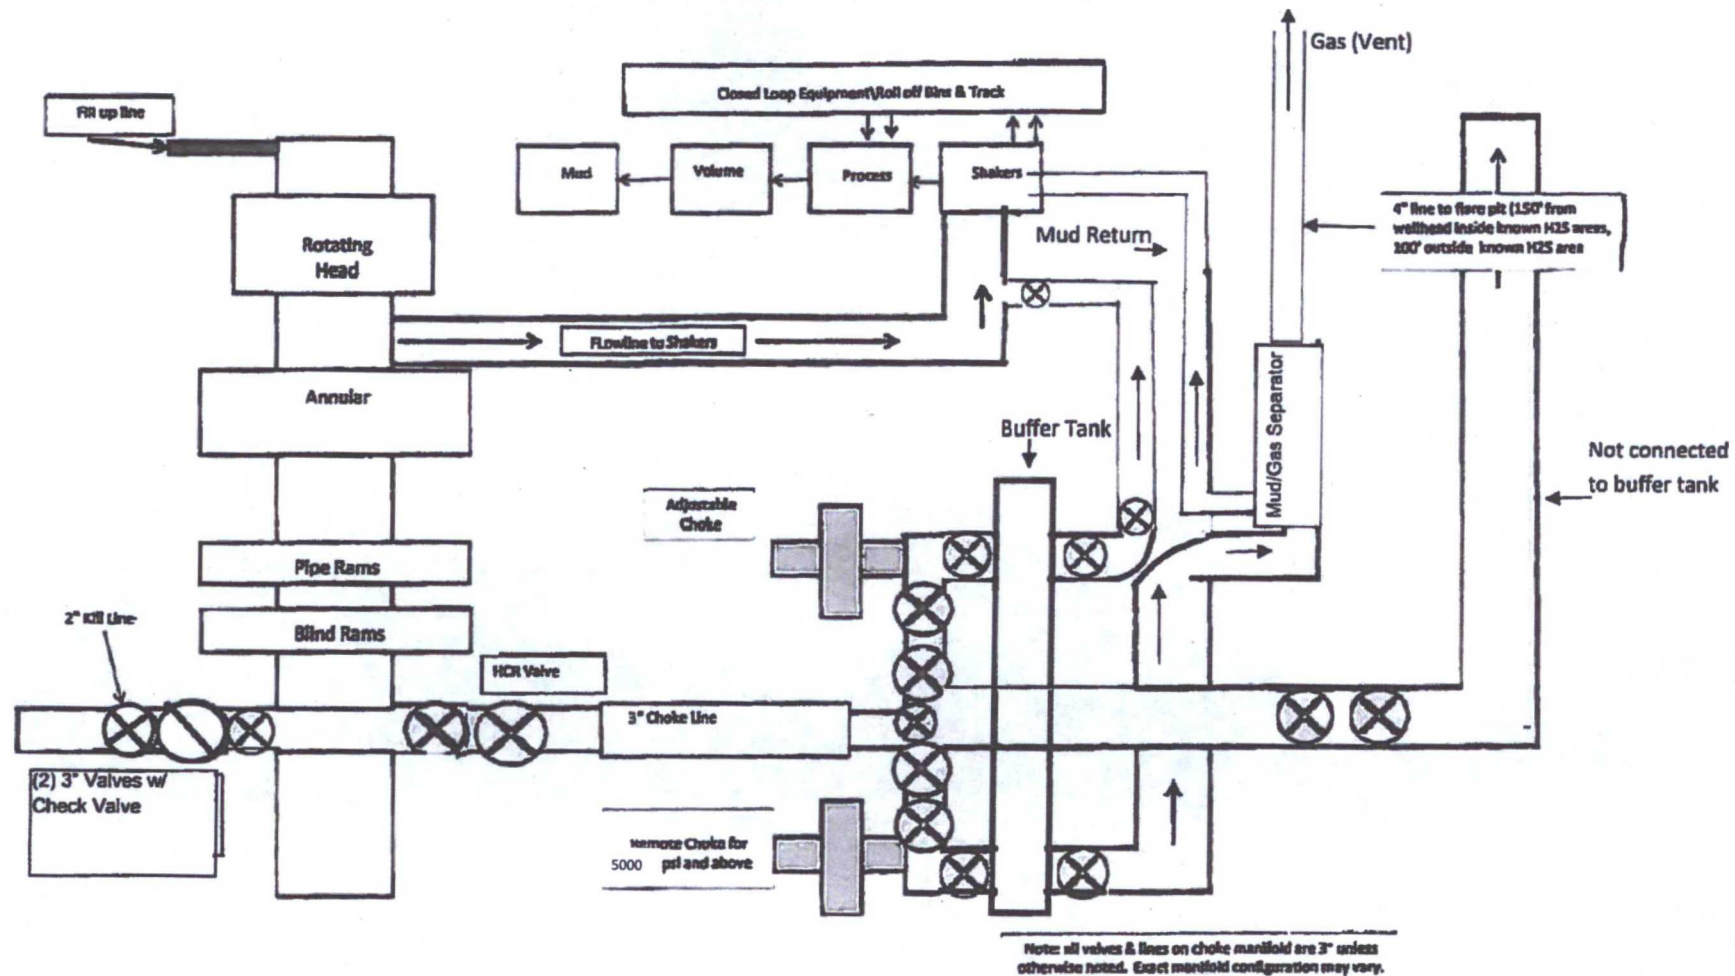 Gas (Vent)
Closed Loop Equipment\Roll off Bins & Track
Fill up line
Mud
Volume
Process
Shakers
4" line to flare pit (150' from
wellhead inside known H2S areas,
100' outside known H2S area
Mud Return
Rotating
Head
Flowline to Shakers
Annular
Mud/Gas Separator
Buffer Tank
Not connected
to buffer tank
Adjustable
Choke
Pipe Rams
2" Kill Line
Blind Rams
HCR Valve
3" Choke Line
(2) 3" Valves w/
Check Valve
Remote Choke for
5000 psi and above
Note: all valves & lines on choke manifold are 3" unless
otherwise noted. Exact manifold configuration may vary.